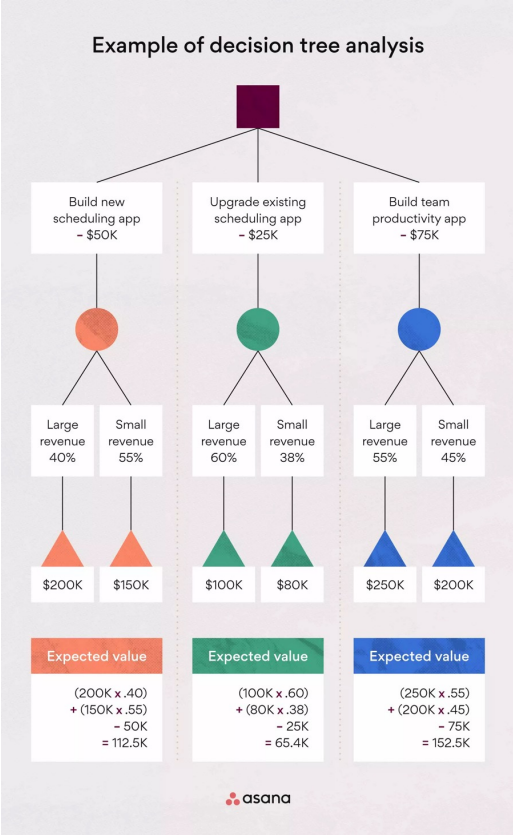 Example of decision tree analysis
Build new
scheduling app
– $50K
Upgrade existing
scheduling app
– $25K
Build team
productivity app
– $75K
Large
revenue
40%
Small
revenue
55%
Large
revenue
60%
Small
revenue
38%
Large
revenue
55%
Small
revenue
45%
$200K
$150K
$100K
$80K
$250K
$200K
Expected value
(200K x .40)
+ (150K x .55)
– 50K
= 112.5K
Expected value
(100K x .60)
+ (80K x .38)
– 25K
= 65.4K
Expected value
(250K x .55)
+ (200K x .45)
– 75K
= 152.5K
asana